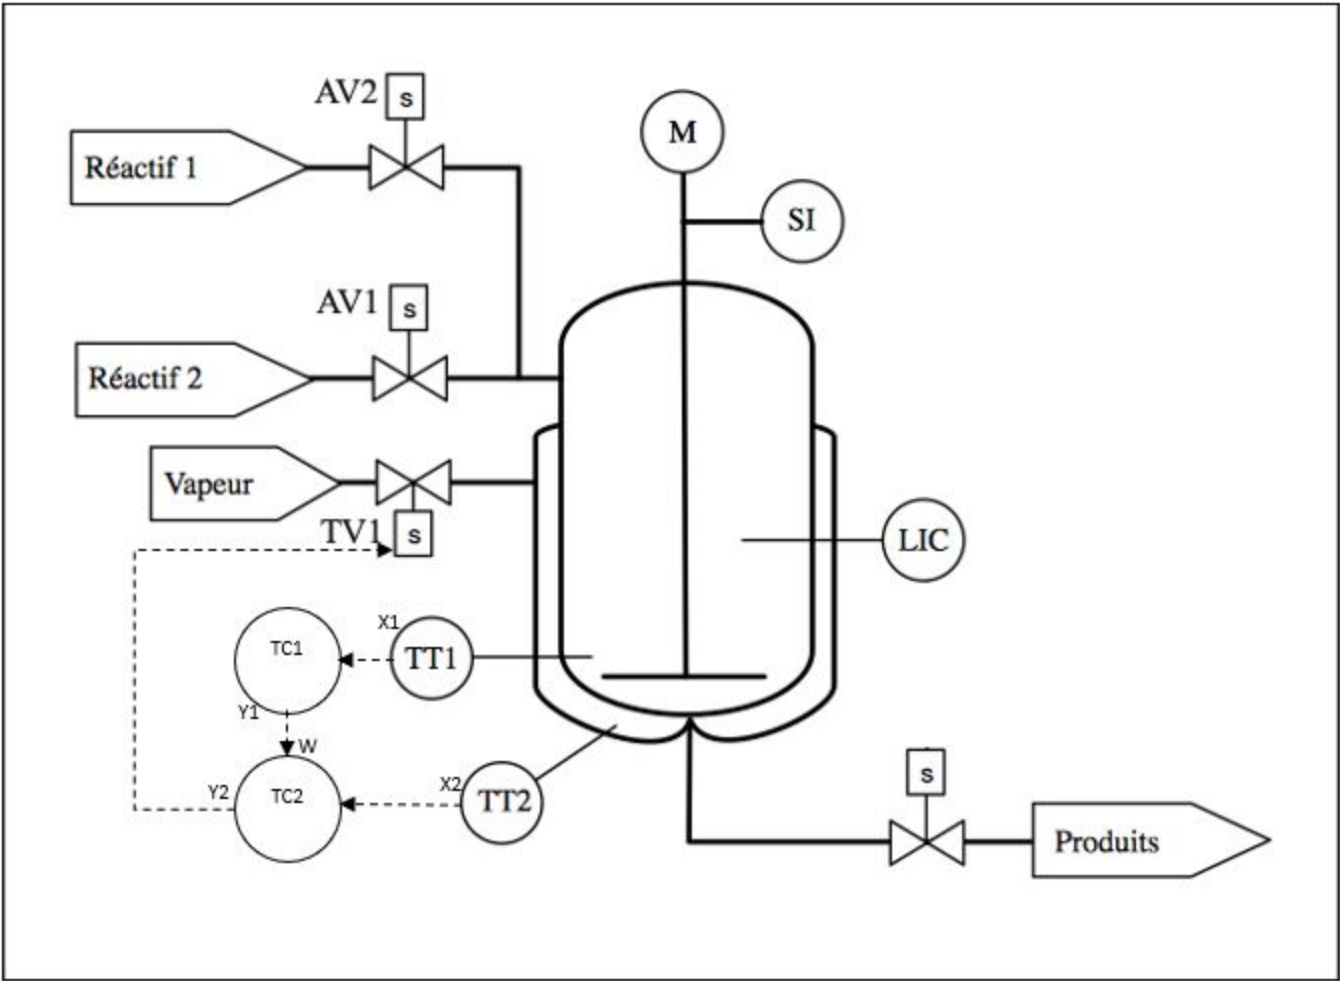 AV2
s
M
Réactif 1
SI
AV1
s
Réactif 2
Vapeur
TV1
s
LIC
X1
TC1
TT1
Y1
W
Y2
TC2
X2
TT2
s
Produits